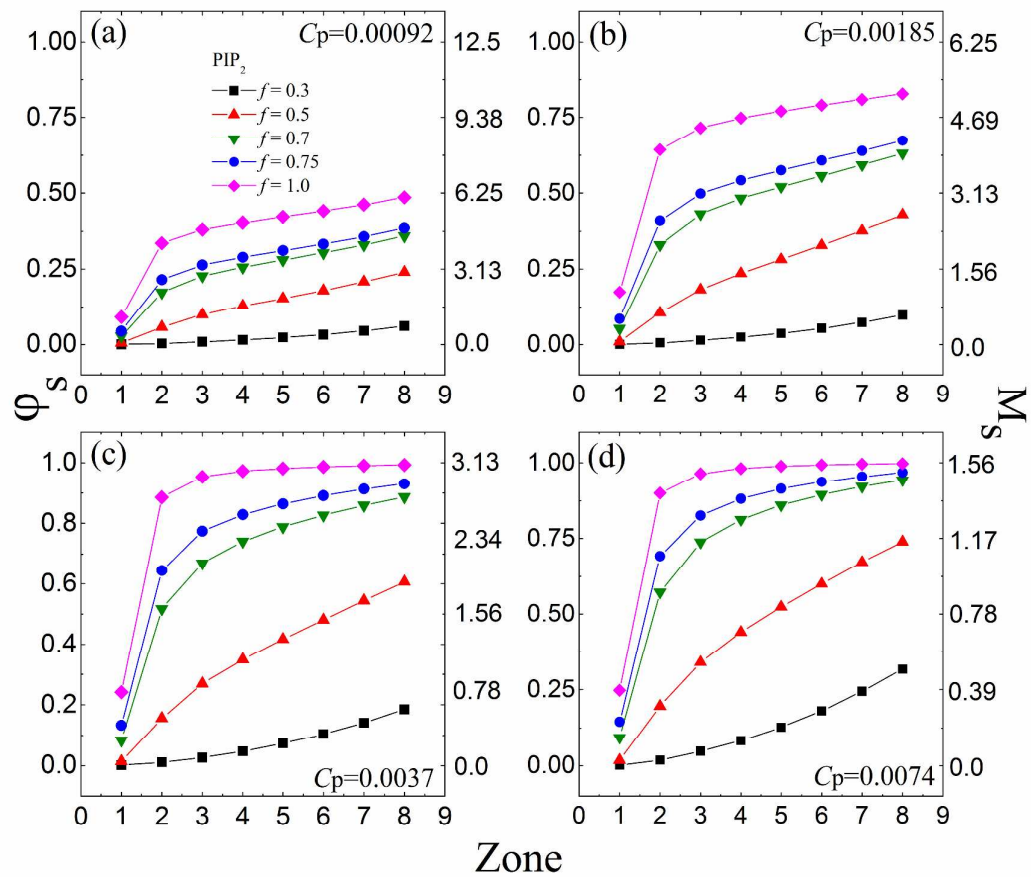 (a)
Cp=0.00092
PIP₂
f = 0.3
f = 0.5
f = 0.7
f = 0.75
f = 1.0
1.00
0.75
0.50
0.25
0.00
12.5
9.38
6.25
3.13
0.0
0 1 2 3 4 5 6 7 8 9
(b)
Cp=0.00185
1.00
0.75
0.50
0.25
0.00
6.25
4.69
3.13
1.56
0.0
0 1 2 3 4 5 6 7 8 9
φₛ
Mₛ
(c)
Cp=0.0037
1.0
0.8
0.6
0.4
0.2
0.0
3.13
2.34
1.56
0.78
0.0
0 1 2 3 4 5 6 7 8 9
(d)
Cp=0.0074
1.00
0.75
0.50
0.25
0.00
1.56
1.17
0.78
0.39
0.0
0 1 2 3 4 5 6 7 8 9
Zone